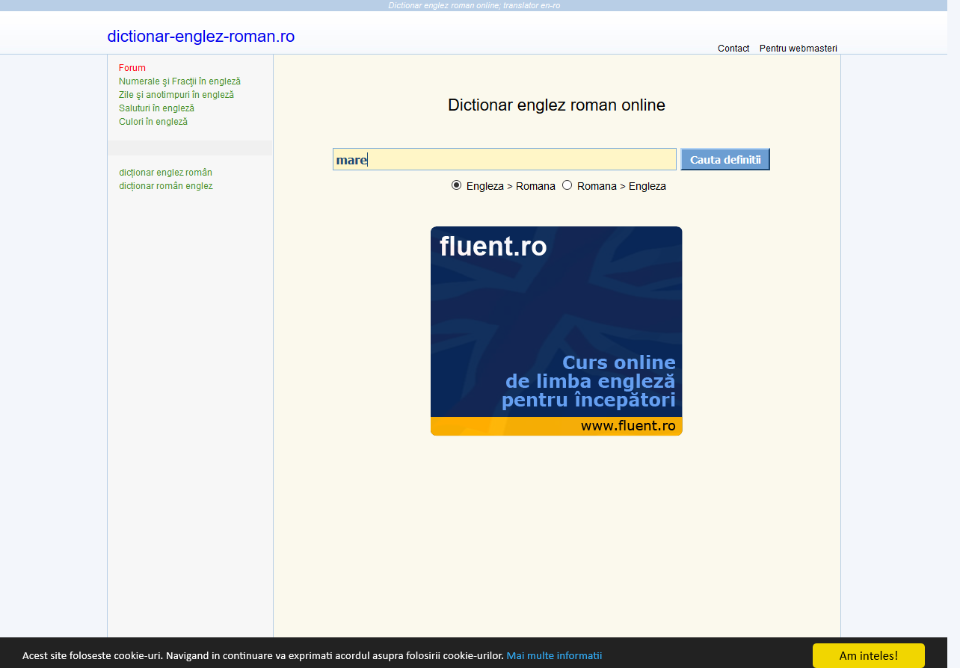 Dictionar englez roman online, translator en-ro
dictionar-englez-roman.ro
Contact Pentru webmasteri
Forum
Numerale şi Fracţii în engleză
Zile şi anotimpuri în engleză
Saluturi în engleză
Culori în engleză
dicţionar englez român
dicţionar român englez
Dictionar englez roman online
mare Cauta definitii
Engleza > Romana Romana > Engleza
fluent.ro
Curs online
de limba engleză
pentru începători
www.fluent.ro
Acest site foloseste cookie-uri. Navigand in continuare va exprimati acordul asupra folosirii cookie-urilor. Mai multe informatii Am inteles!